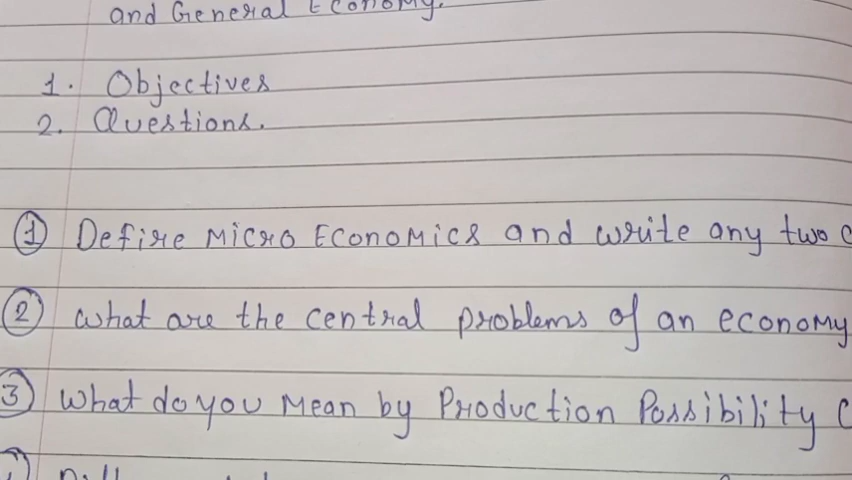 and General Economy.
1. Objectives
2. Questions.
1 Define Micro Economics and write any two
2 What are the central problems of an economy
3 What do you Mean by Production Possibility C